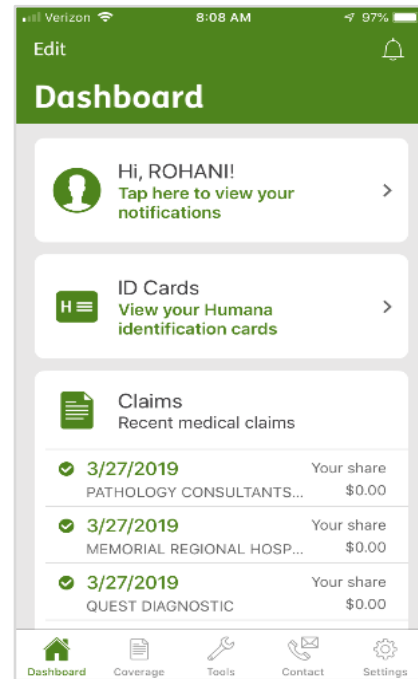 Verizon 8:08 AM 97%
Edit
Dashboard
Hi, ROHANI!
Tap here to view your
notifications
ID Cards
H
View your Humana
identification cards
Claims
Recent medical claims
3/27/2019 Your share
PATHOLOGY CONSULTANTS... $0.00
3/27/2019 Your share
MEMORIAL REGIONAL HOSP... $0.00
3/27/2019 Your share
QUEST DIAGNOSTIC $0.00
Dashboard Coverage Tools Contact Settings